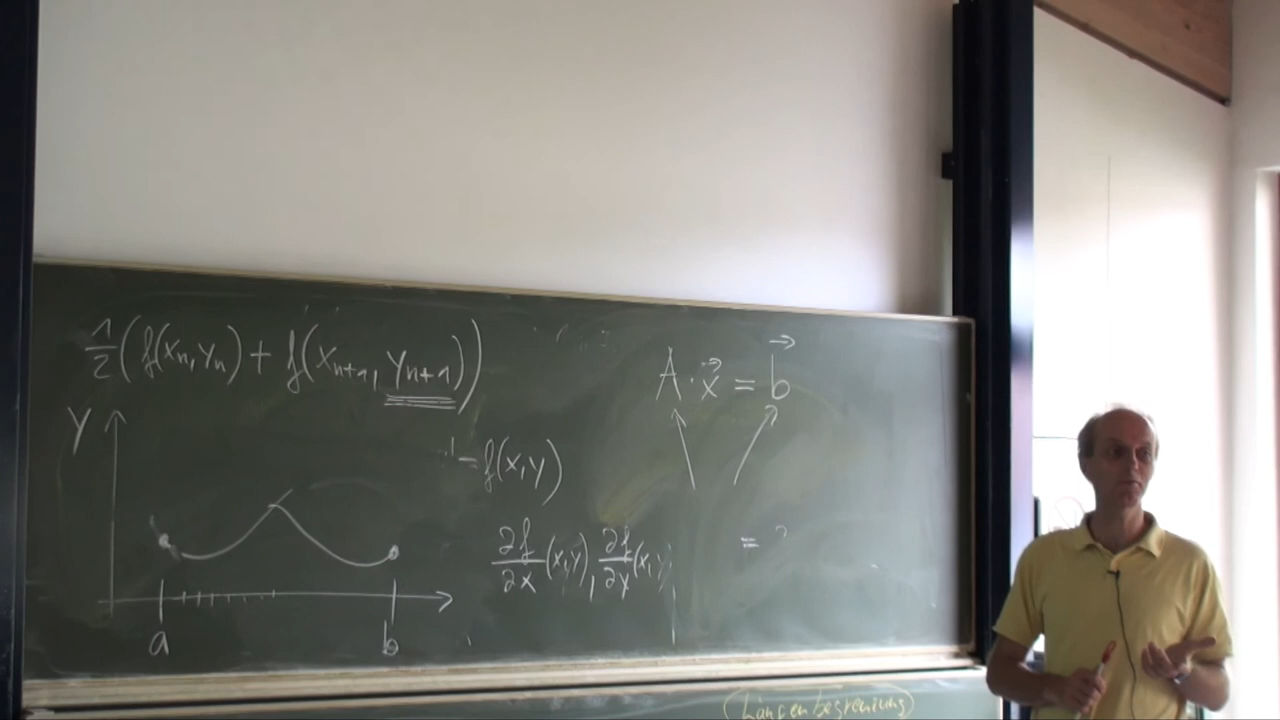 ½(f(xₙ,yₙ) + f(xₙ₊₁, yₙ₊₁))
y
= f(x,y)
∂f/∂x (x,y), ∂f/∂y (x,y
a
b
A · x⃗ = b⃗
= ?
Längenbegrenzung